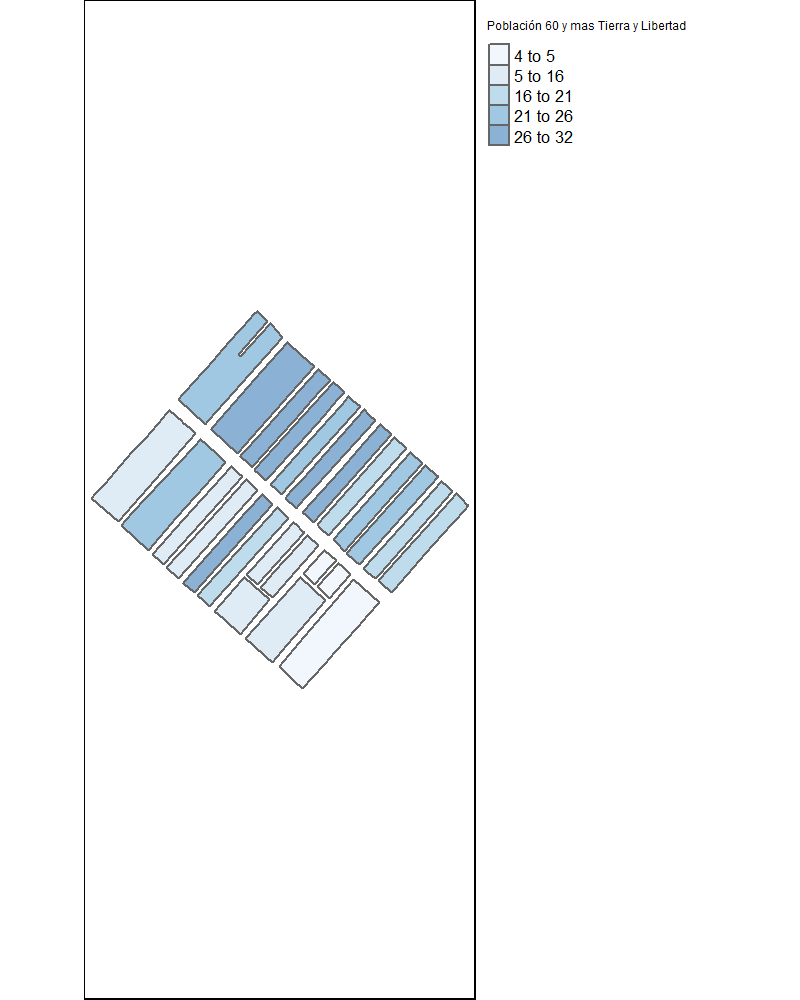 Población 60 y mas Tierra y Libertad
4 to 5
5 to 16
16 to 21
21 to 26
26 to 32